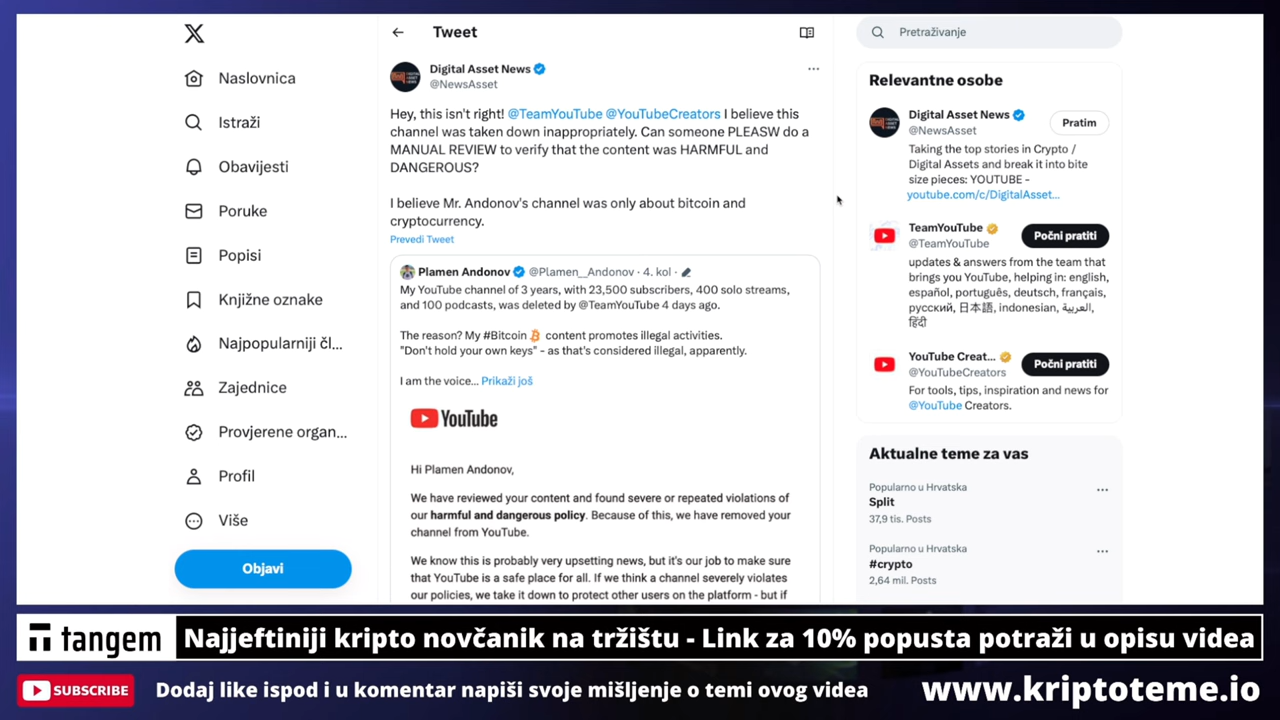 X
Naslovnica
Istraži
Obavijesti
Poruke
Popisi
Knjižne oznake
Najpopularniji čl...
Zajednice
Provjerene organ...
Profil
Više
Objavi
Tweet
Digital Asset News
@NewsAsset
Hey, this isn't right! @TeamYouTube @YouTubeCreators I believe this
channel was taken down inappropriately. Can someone PLEASW do a
MANUAL REVIEW to verify that the content was HARMFUL and
DANGEROUS?
I believe Mr. Andonov's channel was only about bitcoin and
cryptocurrency.
Prevedi Tweet
Plamen Andonov @Plamen__Andonov · 4. kol ·
My YouTube channel of 3 years, with 23,500 subscribers, 400 solo streams,
and 100 podcasts, was deleted by @TeamYouTube 4 days ago.
The reason? My #Bitcoin content promotes illegal activities.
"Don't hold your own keys" - as that's considered illegal, apparently.
I am the voice... Prikaži još
YouTube
Hi Plamen Andonov,
We have reviewed your content and found severe or repeated violations of
our harmful and dangerous policy. Because of this, we have removed your
channel from YouTube.
We know this is probably very upsetting news, but it's our job to make sure
that YouTube is a safe place for all. If we think a channel severely violates
our policies, we take it down to protect other users on the platform - but if
Pretraživanje
Relevantne osobe
Digital Asset News
@NewsAsset
Pratim
Taking the top stories in Crypto /
Digital Assets and break it into bite
size pieces: YOUTUBE -
youtube.com/c/DigitalAsset...
TeamYouTube
@TeamYouTube
Počni pratiti
updates & answers from the team that
brings you YouTube, helping in: english,
español, português, deutsch, français,
русский, 日本語, indonesian, العربية,
हिंदी
YouTube Creat...
@YouTubeCreators
Počni pratiti
For tools, tips, inspiration and news for
@YouTube Creators.
Aktualne teme za vas
Popularno u Hrvatska
Split
37,9 tis. Posts
Popularno u Hrvatska
#crypto
2,64 mil. Posts
tangem
Najjeftiniji kripto novčanik na tržištu - Link za 10% popusta potraži u opisu videa
SUBSCRIBE
Dodaj like ispod i u komentar napiši svoje mišljenje o temi ovog videa
www.kriptoteme.io